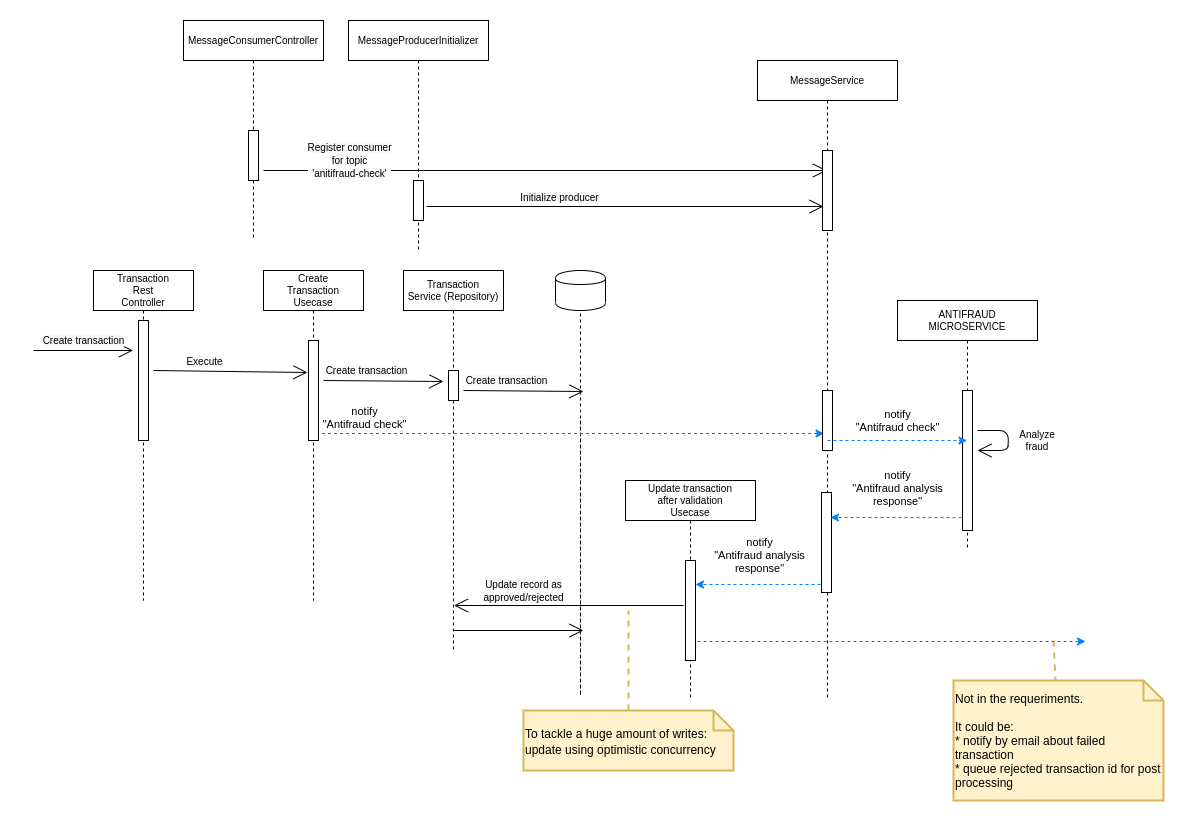 MessageConsumerController
MessageProducerInitializer
MessageService
Register consumer
for topic
'anitifraud-check'
Initialize producer
Transaction
Rest
Controller
Create
Transaction
Usecase
Transaction
Service (Repository)
ANTIFRAUD
MICROSERVICE
Create transaction
Execute
Create transaction
Create transaction
notify
"Antifraud check"
notify
"Antifraud check"
Analyze
fraud
notify
"Antifraud analysis
response"
Update transaction
after validation
Usecase
notify
"Antifraud analysis
response"
Update record as
approved/rejected
To tackle a huge amount of writes:
update using optimistic concurrency
Not in the requeriments.
It could be:
* notify by email about failed
transaction
* queue rejected transaction id for post
processing